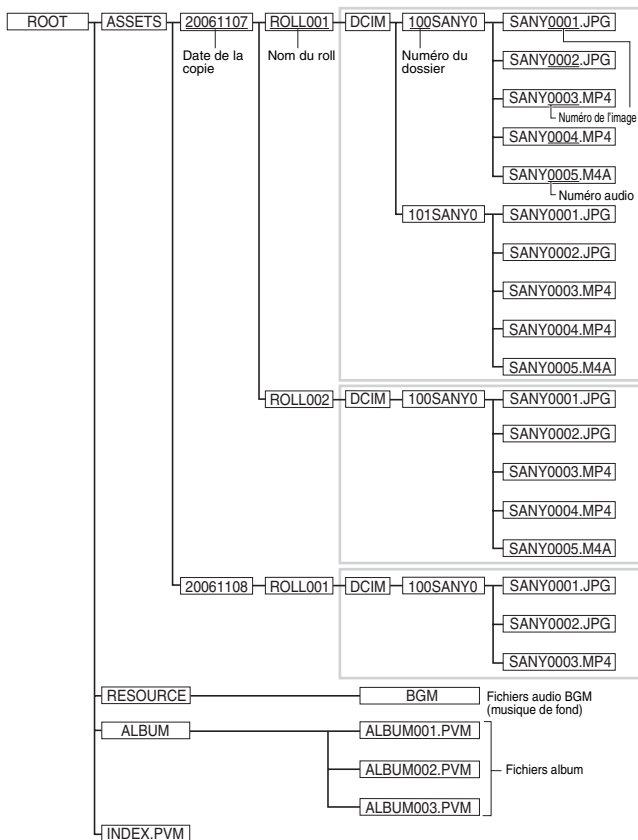 ROOT ASSETS 20061107 ROLL001 DCIM 100SANY0 SANY0001.JPG
Date de la copie
Nom du roll
Numéro du dossier
SANY0002.JPG
SANY0003.MP4
Numéro de l'image
SANY0004.MP4
SANY0005.M4A
Numéro audio
101SANY0 SANY0001.JPG
SANY0002.JPG
SANY0003.MP4
SANY0004.MP4
SANY0005.M4A
ROLL002 DCIM 100SANY0 SANY0001.JPG
SANY0002.JPG
SANY0003.MP4
SANY0004.MP4
SANY0005.M4A
20061108 ROLL001 DCIM 100SANY0 SANY0001.JPG
SANY0002.JPG
SANY0003.MP4
RESOURCE BGM Fichiers audio BGM
(musique de fond)
ALBUM ALBUM001.PVM
ALBUM002.PVM Fichiers album
ALBUM003.PVM
INDEX.PVM